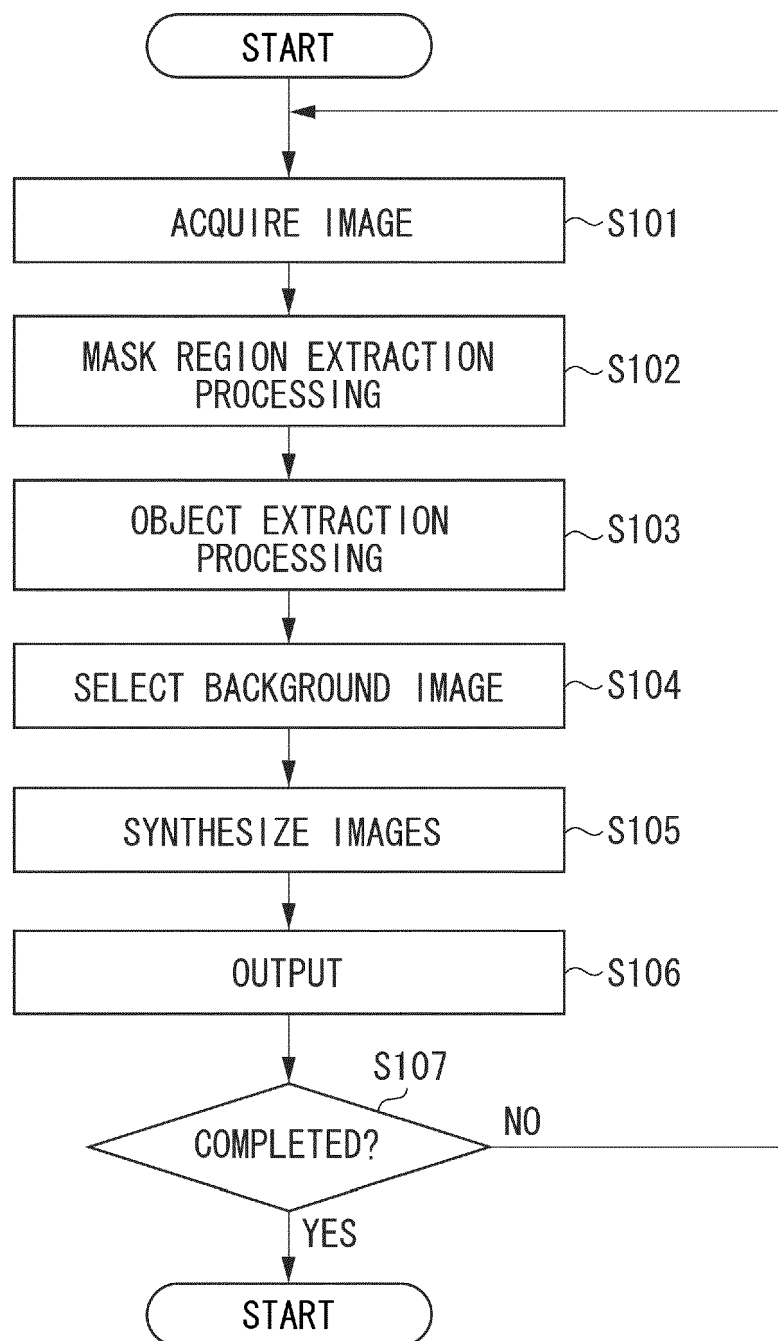 START
ACQUIRE IMAGE
S101
MASK REGION EXTRACTION
PROCESSING
S102
OBJECT EXTRACTION
PROCESSING
S103
SELECT BACKGROUND IMAGE
S104
SYNTHESIZE IMAGES
S105
OUTPUT
S106
S107
COMPLETED?
NO
YES
START